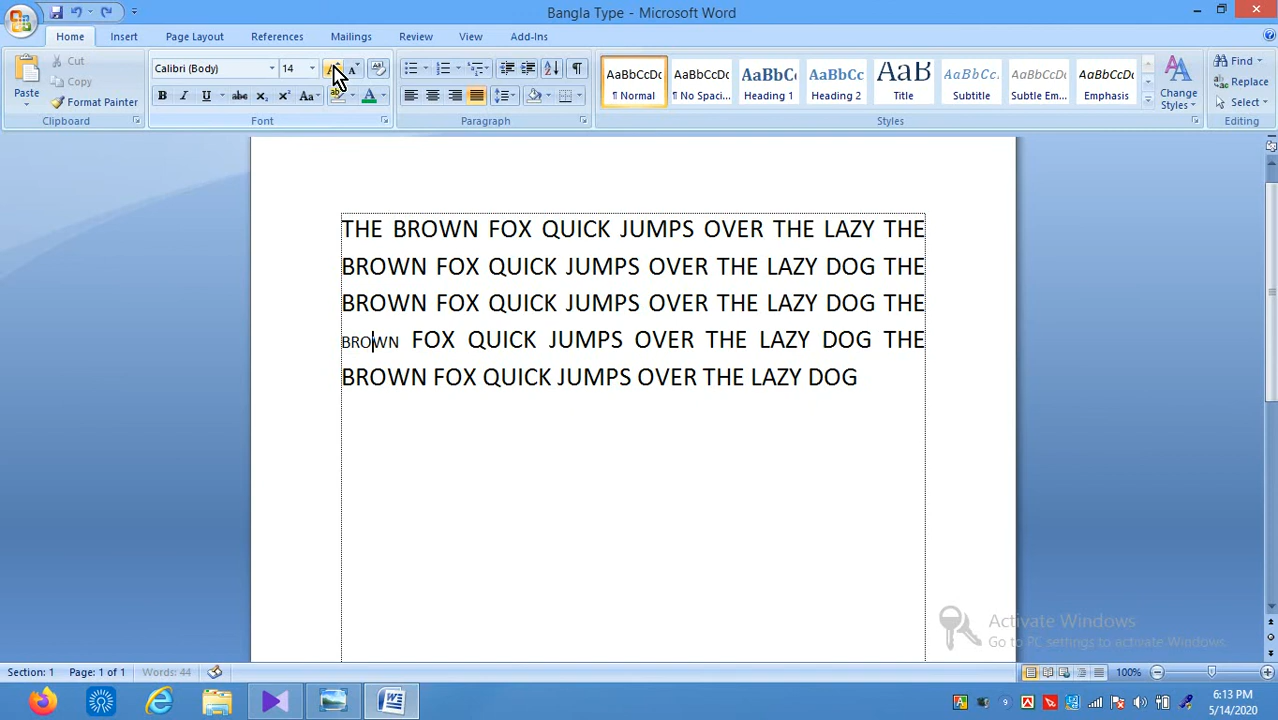 Bangla Type - Microsoft Word
Home Insert Page Layout References Mailings Review View Add-Ins
Paste
Cut
Copy
Format Painter
Clipboard
Calibri (Body) 14
B I U abc x₂ x² Aa
Font
Paragraph
AaBbCcDc AaBbCcDc AaBbC AaBbCc AaB AaBbCc. AaBbCcDc AaBbCcDc
¶ Normal ¶ No Spaci... Heading 1 Heading 2 Title Subtitle Subtle Em... Emphasis
Change Styles
Styles
Find
Replace
Select
Editing
THE BROWN FOX QUICK JUMPS OVER THE LAZY THE
BROWN FOX QUICK JUMPS OVER THE LAZY DOG THE
BROWN FOX QUICK JUMPS OVER THE LAZY DOG THE
BROWN FOX QUICK JUMPS OVER THE LAZY DOG THE
BROWN FOX QUICK JUMPS OVER THE LAZY DOG
Activate Windows
Go to PC settings to activate Windows.
Section: 1 Page: 1 of 1 Words: 44 100%
6:13 PM
5/14/2020